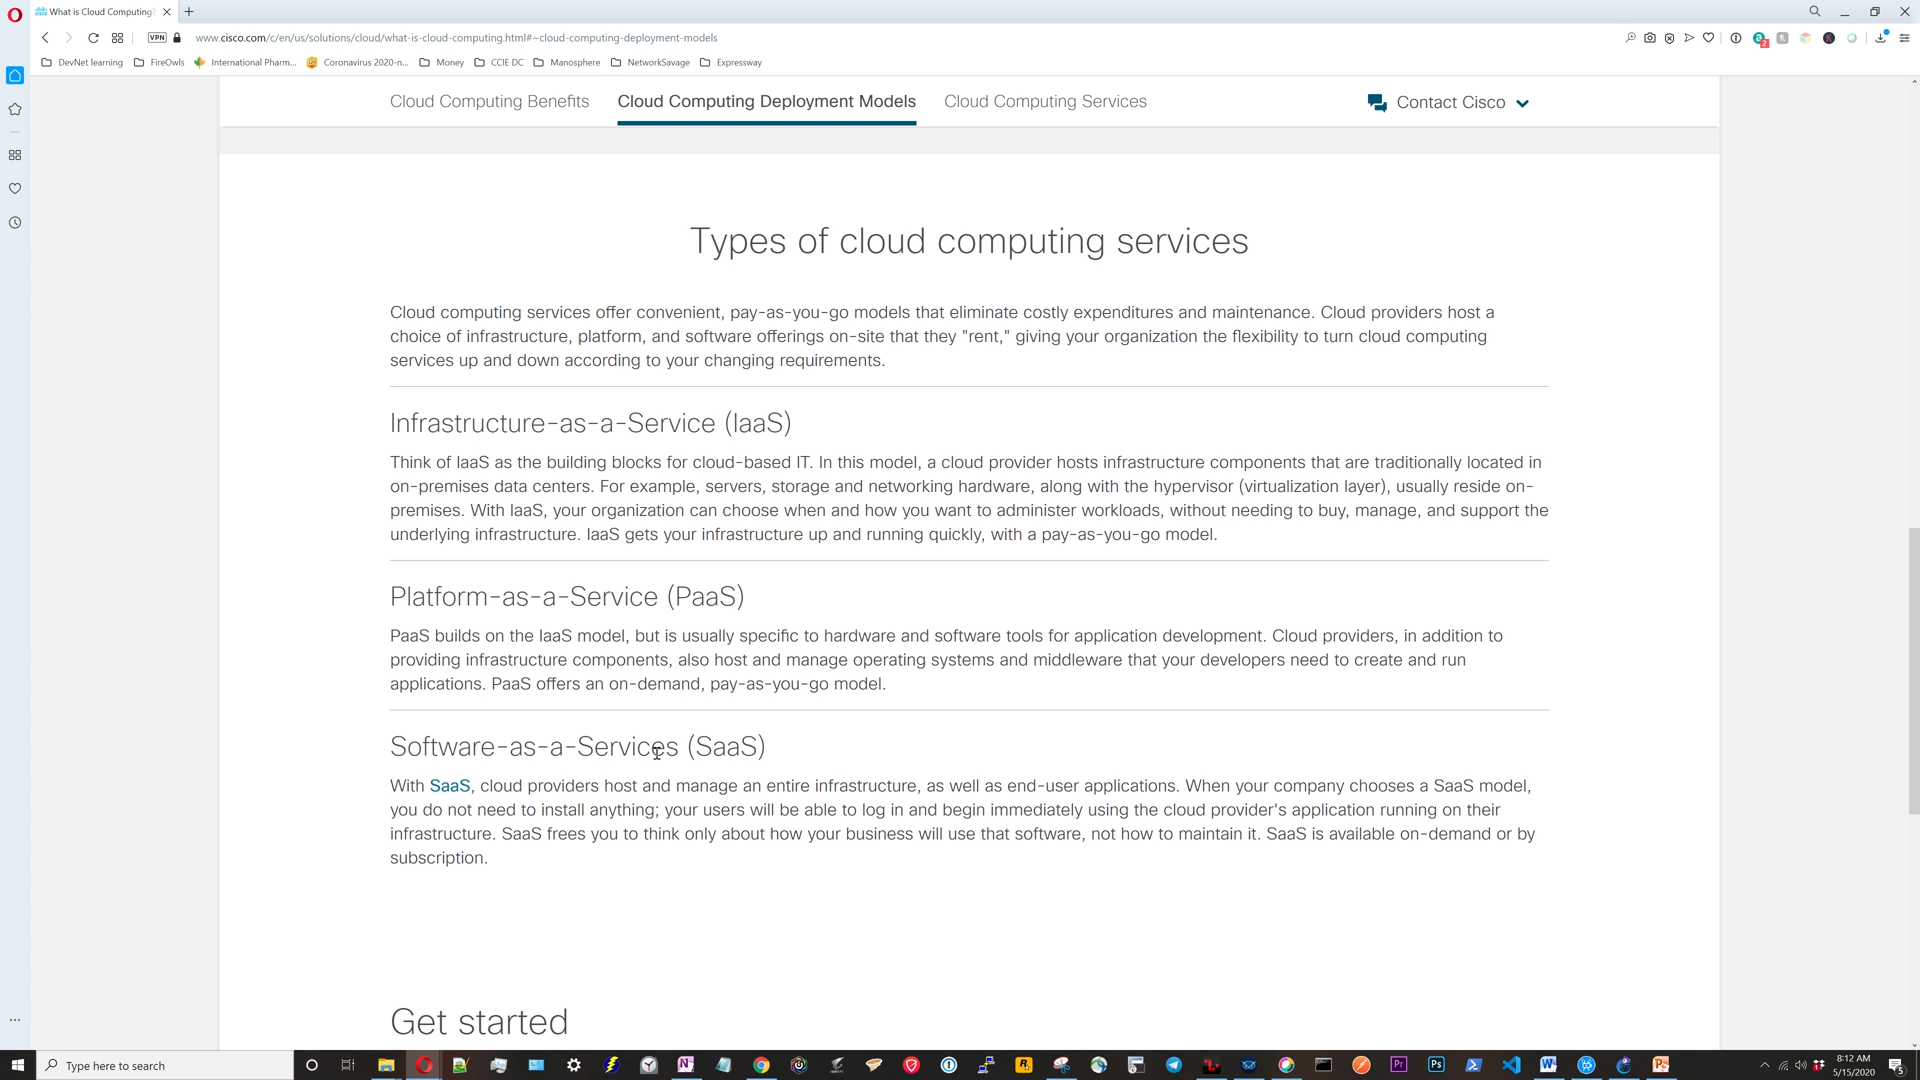 What is Cloud Computing
VPN
www.cisco.com/c/en/us/solutions/cloud/what-is-cloud-computing.html#~cloud-computing-deployment-models
2
DevNet learning
FireOwls
International Pharm...
Coronavirus 2020-n...
Money
CCIE DC
Manosphere
NetworkSavage
Expressway
Cloud Computing Benefits
Cloud Computing Deployment Models
Cloud Computing Services
Contact Cisco
Types of cloud computing services
Cloud computing services offer convenient, pay-as-you-go models that eliminate costly expenditures and maintenance. Cloud providers host a
choice of infrastructure, platform, and software offerings on-site that they "rent," giving your organization the flexibility to turn cloud computing
services up and down according to your changing requirements.
Infrastructure-as-a-Service (IaaS)
Think of IaaS as the building blocks for cloud-based IT. In this model, a cloud provider hosts infrastructure components that are traditionally located in
on-premises data centers. For example, servers, storage and networking hardware, along with the hypervisor (virtualization layer), usually reside on-
premises. With IaaS, your organization can choose when and how you want to administer workloads, without needing to buy, manage, and support the
underlying infrastructure. IaaS gets your infrastructure up and running quickly, with a pay-as-you-go model.
Platform-as-a-Service (PaaS)
PaaS builds on the IaaS model, but is usually specific to hardware and software tools for application development. Cloud providers, in addition to
providing infrastructure components, also host and manage operating systems and middleware that your developers need to create and run
applications. PaaS offers an on-demand, pay-as-you-go model.
Software-as-a-Services (SaaS)
With SaaS, cloud providers host and manage an entire infrastructure, as well as end-user applications. When your company chooses a SaaS model,
you do not need to install anything; your users will be able to log in and begin immediately using the cloud provider's application running on their
infrastructure. SaaS frees you to think only about how your business will use that software, not how to maintain it. SaaS is available on-demand or by
subscription.
Get started
Type here to search
Pr
Ps
8:12 AM
5/15/2020
5